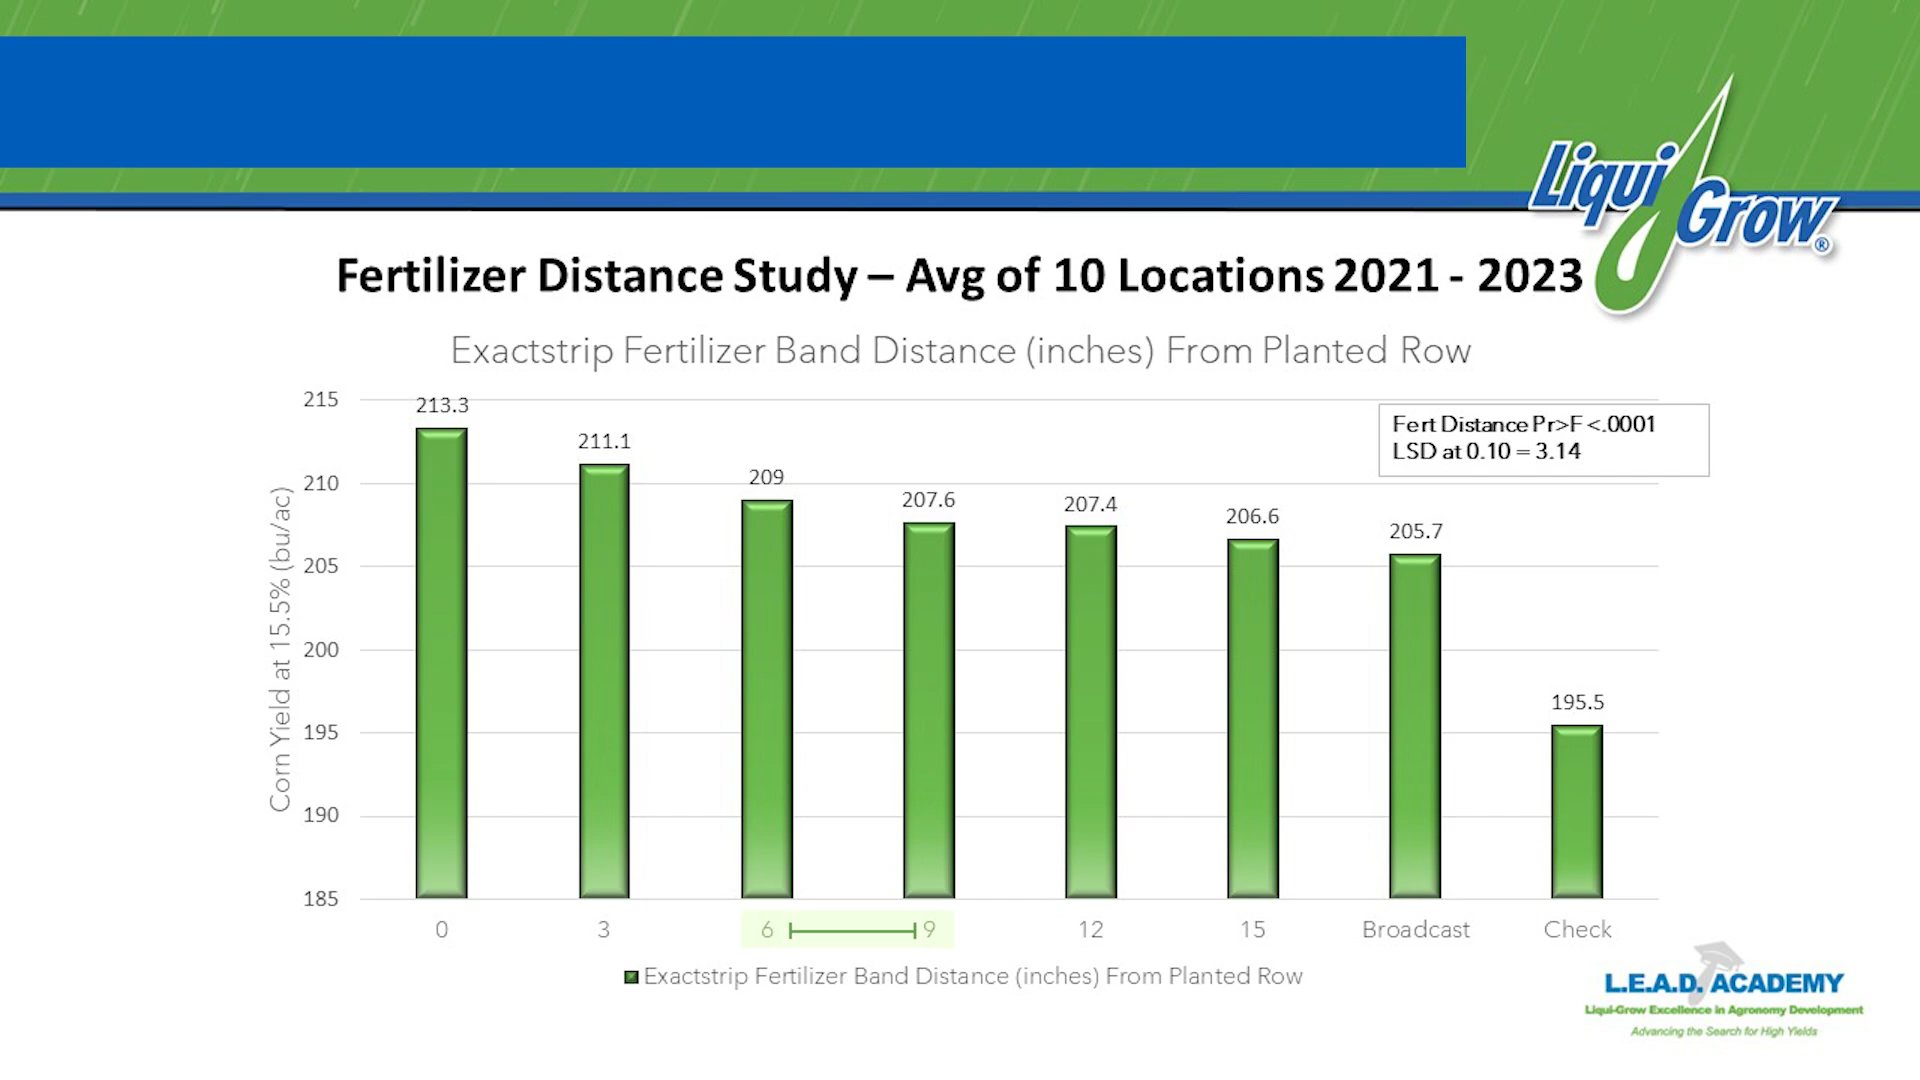 Liqui Grow®
Fertilizer Distance Study – Avg of 10 Locations 2021 - 2023
Exactstrip Fertilizer Band Distance (inches) From Planted Row
Fert Distance Pr>F <.0001
LSD at 0.10 = 3.14
Corn Yield at 15.5% (bu/ac)
215
210
205
200
195
190
185
213.3
211.1
209
207.6
207.4
206.6
205.7
195.5
0 3 6 9 12 15 Broadcast Check
Exactstrip Fertilizer Band Distance (inches) From Planted Row
L.E.A.D. ACADEMY
Liqui-Grow Excellence in Agronomy Development
Advancing the Search for High Yields